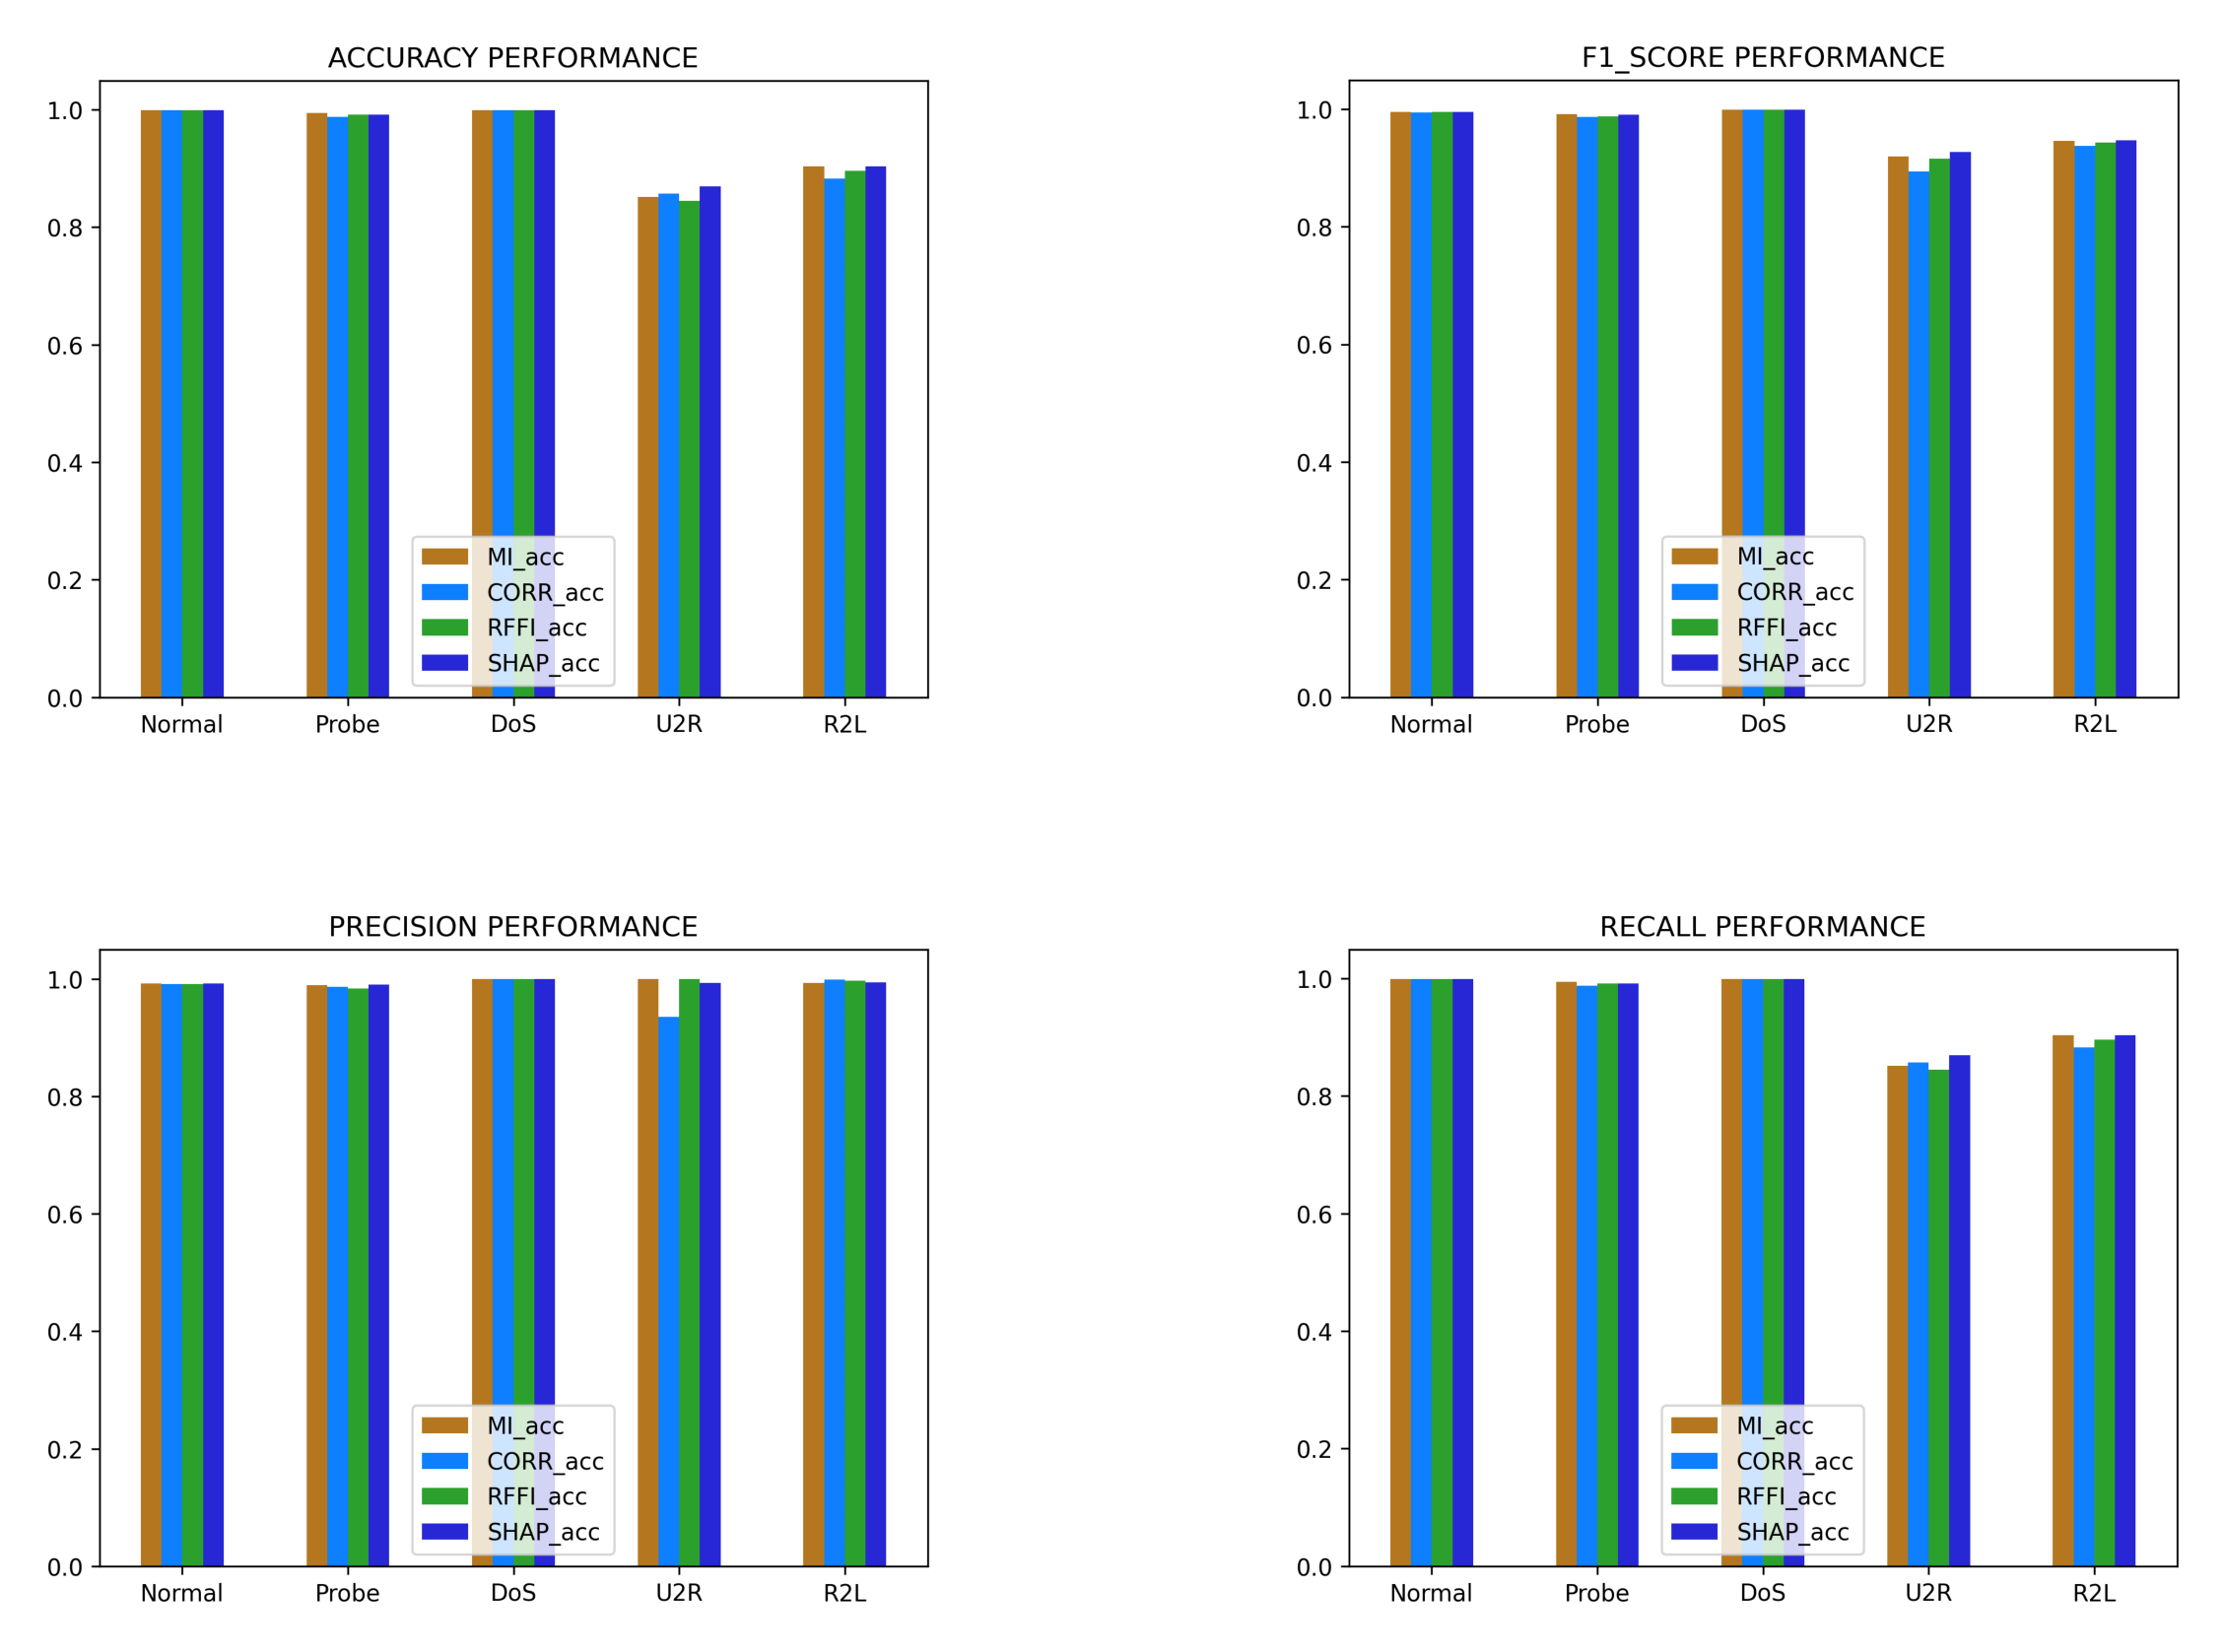 ACCURACY PERFORMANCE
1.0
0.8
0.6
0.4
0.2
0.0
MI_acc
CORR_acc
RFFI_acc
SHAP_acc
Normal Probe DoS U2R R2L
F1_SCORE PERFORMANCE
1.0
0.8
0.6
0.4
0.2
0.0
MI_acc
CORR_acc
RFFI_acc
SHAP_acc
Normal Probe DoS U2R R2L
PRECISION PERFORMANCE
1.0
0.8
0.6
0.4
0.2
0.0
MI_acc
CORR_acc
RFFI_acc
SHAP_acc
Normal Probe DoS U2R R2L
RECALL PERFORMANCE
1.0
0.8
0.6
0.4
0.2
0.0
MI_acc
CORR_acc
RFFI_acc
SHAP_acc
Normal Probe DoS U2R R2L